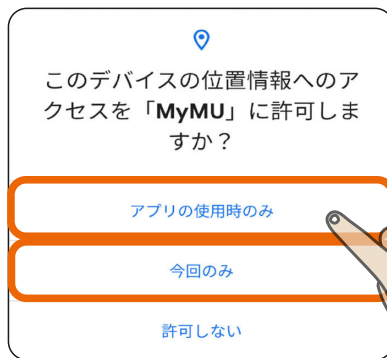 このデバイスの位置情報へのア
クセスを「MyMU」に許可しま
すか？
アプリの使用時のみ
今回のみ
許可しない